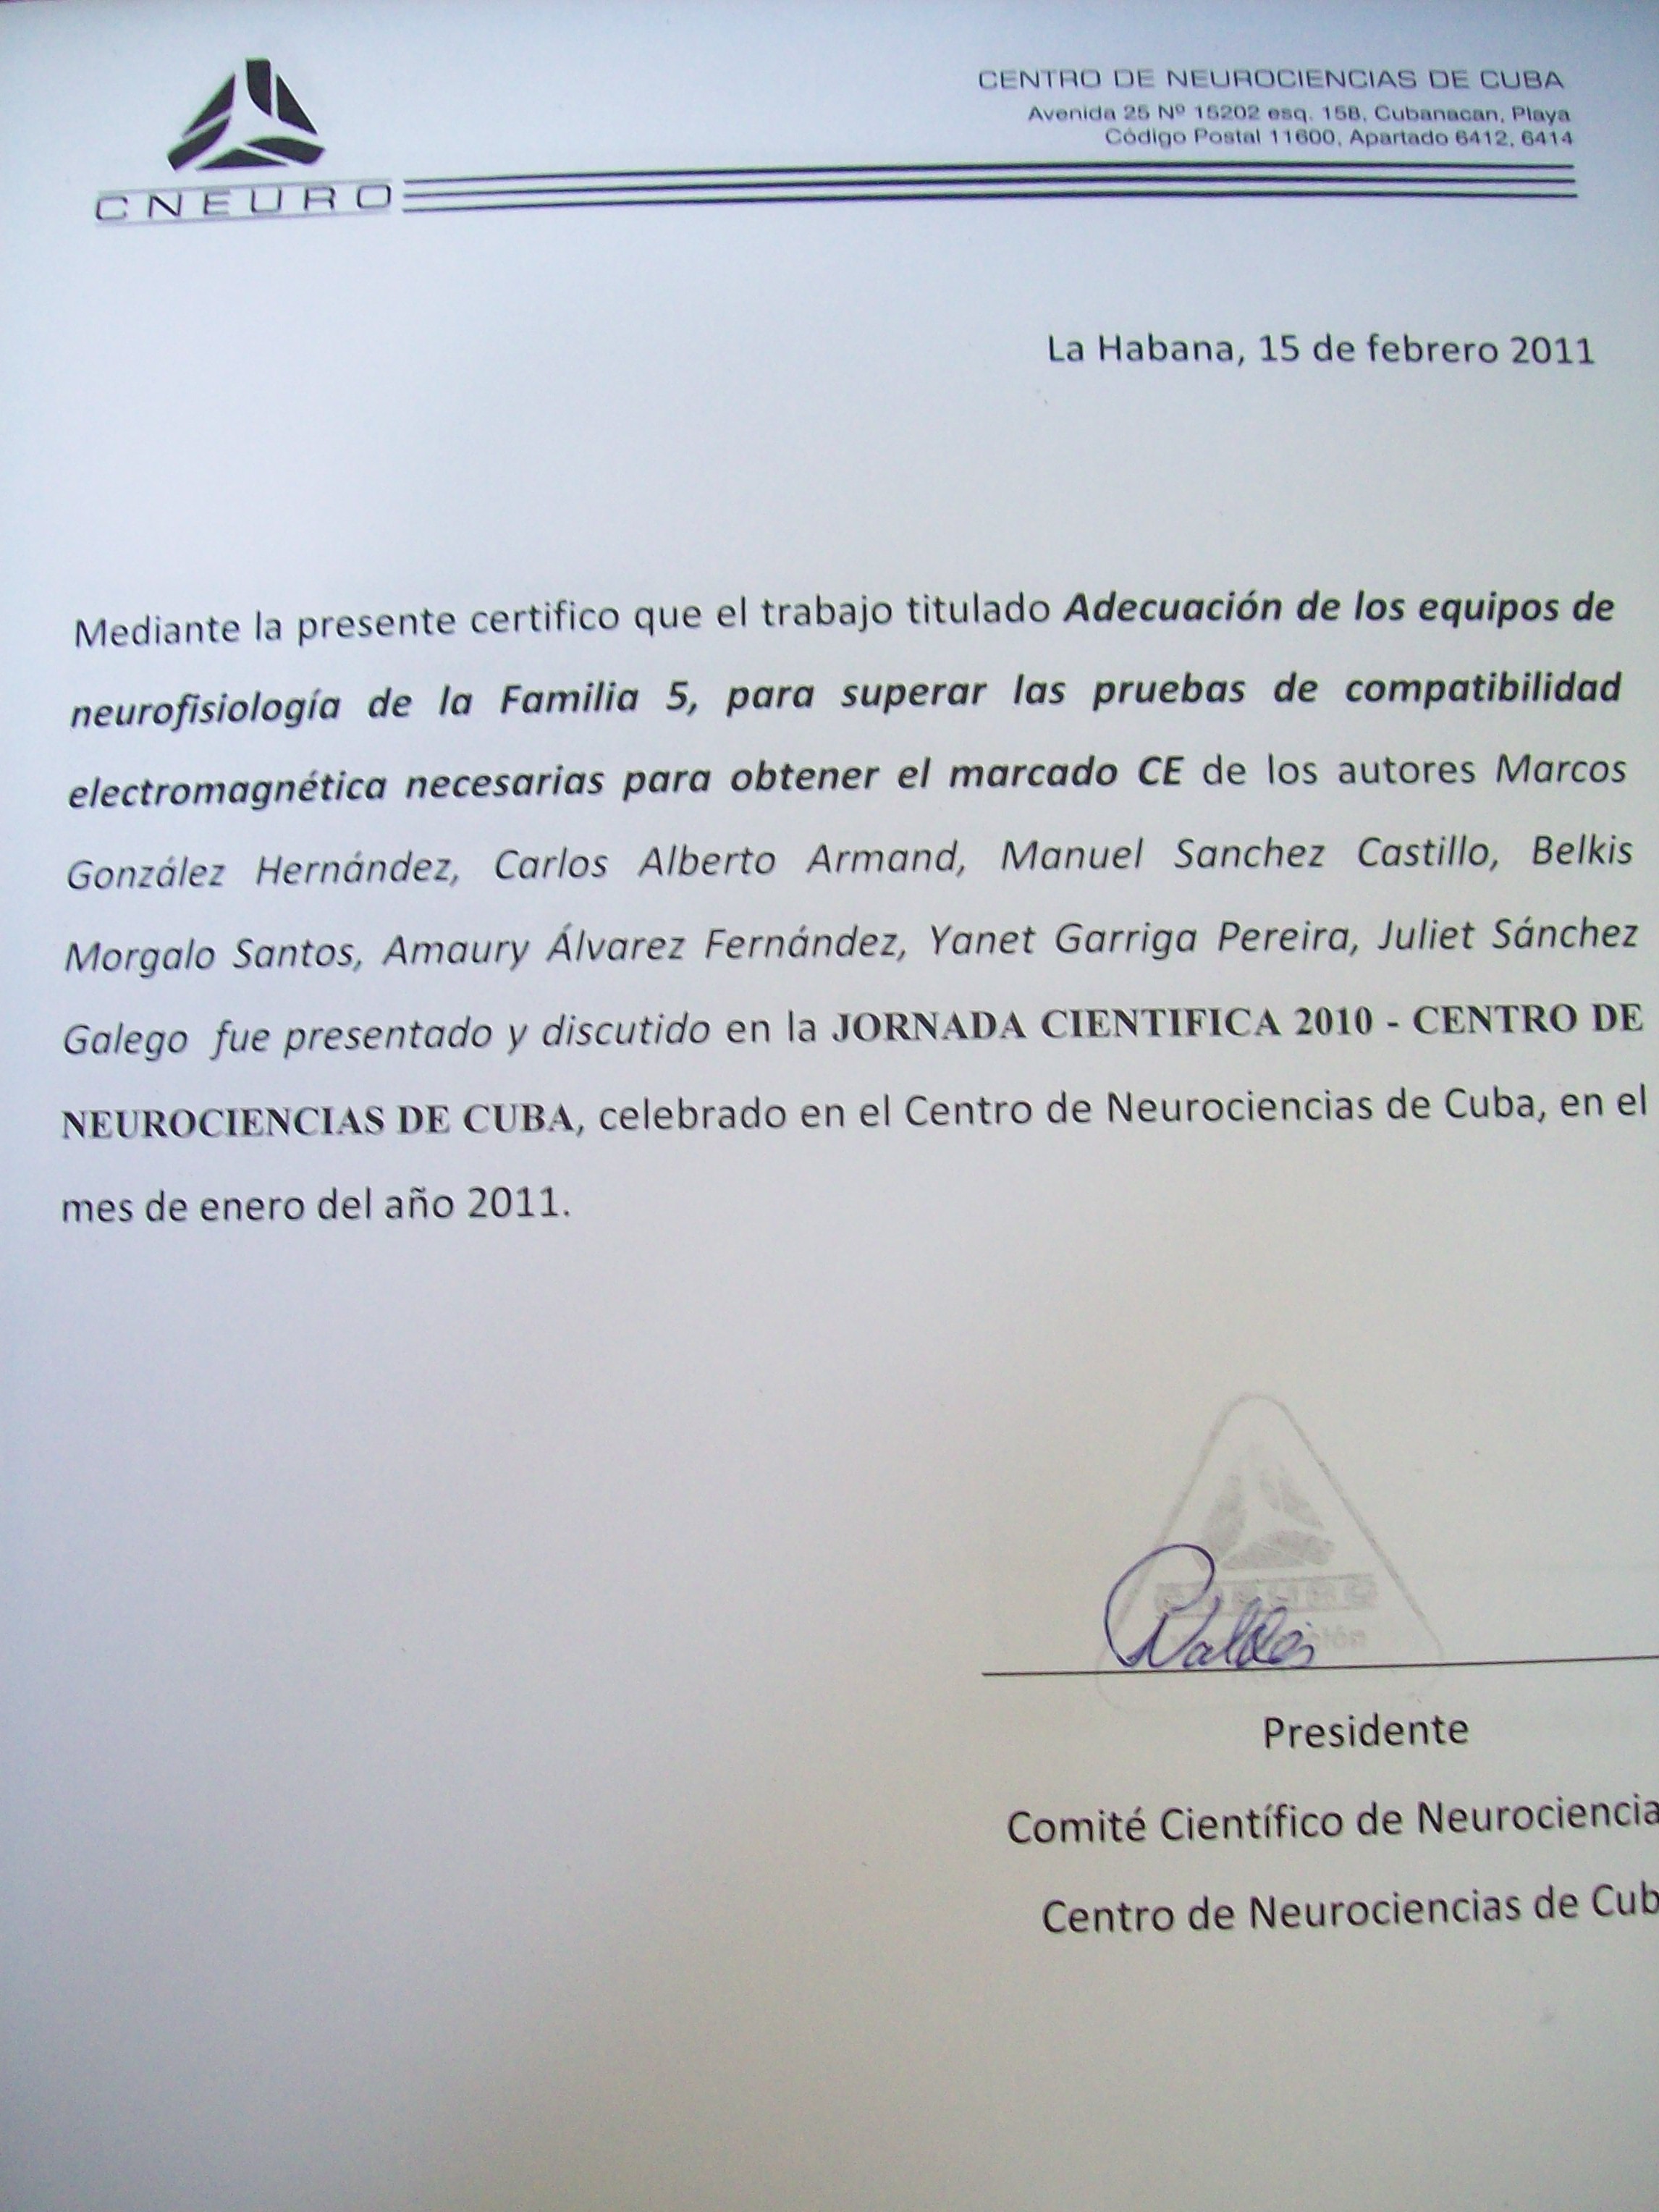 CENTRO DE NEUROCIENCIAS DE CUBA
Avenida 25 Nº 15202 esq. 158, Cubanacan, Playa
Código Postal 11600, Apartado 6412, 6414
CNEURO
La Habana, 15 de febrero 2011
Mediante la presente certifico que el trabajo titulado Adecuación de los equipos de
neurofisiología de la Familia 5, para superar las pruebas de compatibilidad
electromagnética necesarias para obtener el marcado CE de los autores Marcos
González Hernández, Carlos Alberto Armand, Manuel Sanchez Castillo, Belkis
Morgalo Santos, Amaury Álvarez Fernández, Yanet Garriga Pereira, Juliet Sánchez
Galego fue presentado y discutido en la JORNADA CIENTIFICA 2010 - CENTRO DE
NEUROCIENCIAS DE CUBA, celebrado en el Centro de Neurociencias de Cuba, en el
mes de enero del año 2011.
Presidente
Comité Científico de Neurociencia
Centro de Neurociencias de Cub